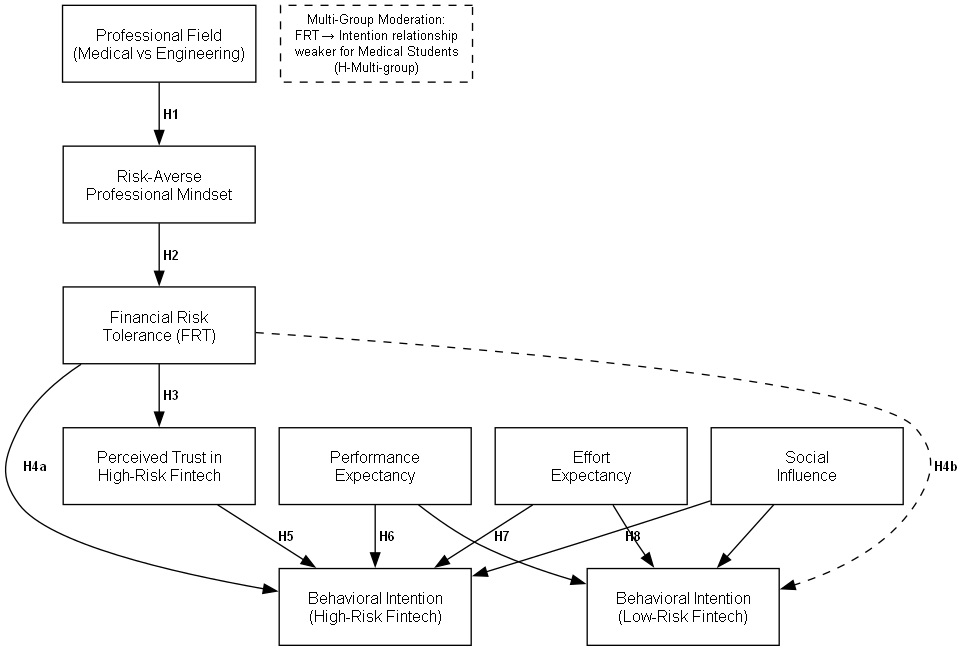 Professional Field
(Medical vs Engineering)
Multi-Group Moderation:
FRT → Intention relationship
weaker for Medical Students
(H-Multi-group)
H1
Risk-Averse
Professional Mindset
H2
Financial Risk
Tolerance (FRT)
H3
Perceived Trust in
High-Risk Fintech
Performance
Expectancy
Effort
Expectancy
Social
Influence
H4a
H4b
H5
H6
H7
H8
Behavioral Intention
(High-Risk Fintech)
Behavioral Intention
(Low-Risk Fintech)